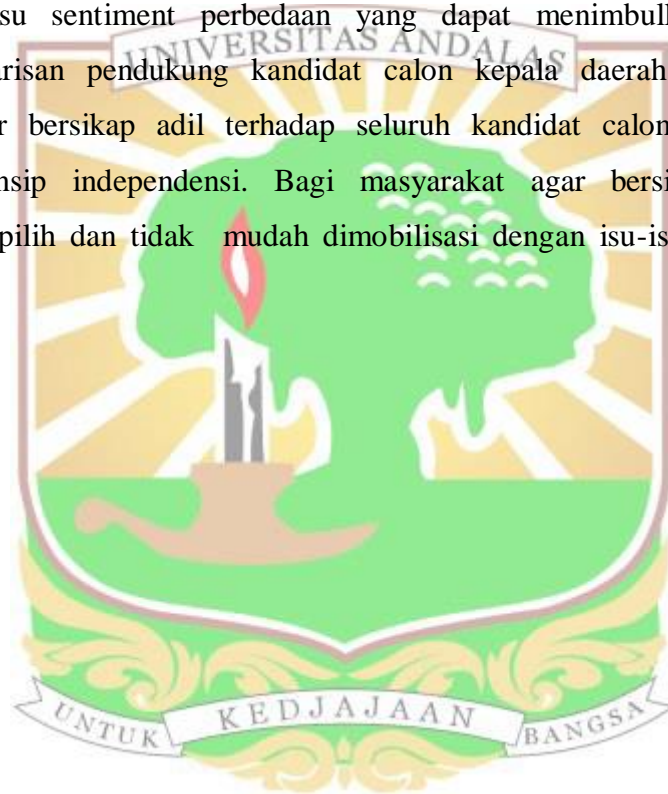 su sentiment perbedaan yang dapat menimbulk
UNIVERSITAS ANDALAS
arisan pendukung kandidat calon kepala daerah
r bersikap adil terhadap seluruh kandidat calon
nsip independensi. Bagi masyarakat agar bersi
pilih dan tidak mudah dimobilisasi dengan isu-is
UNTUK KEDJAJAAN BANGSA